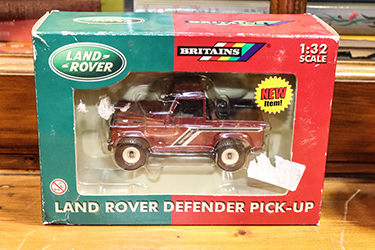 LAND
ROVER
BRITAINS
1:32
SCALE
NEW
Item!
LAND ROVER DEFENDER PICK-UP